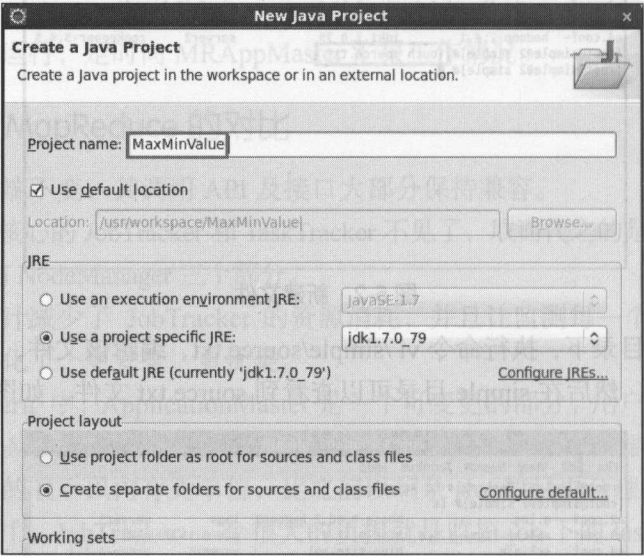 New Java Project
Create a Java Project
Create a Java project in the workspace or in an external location.
Project name: MaxMinValue
Use default location
Location: /usr/workspace/MaxMinValue Browse...
JRE
Use an execution environment JRE: JavaSE-1.7
Use a project specific JRE: jdk1.7.0_79
Use default JRE (currently 'jdk1.7.0_79') Configure JREs...
Project layout
Use project folder as root for sources and class files
Create separate folders for sources and class files Configure default...
Working sets